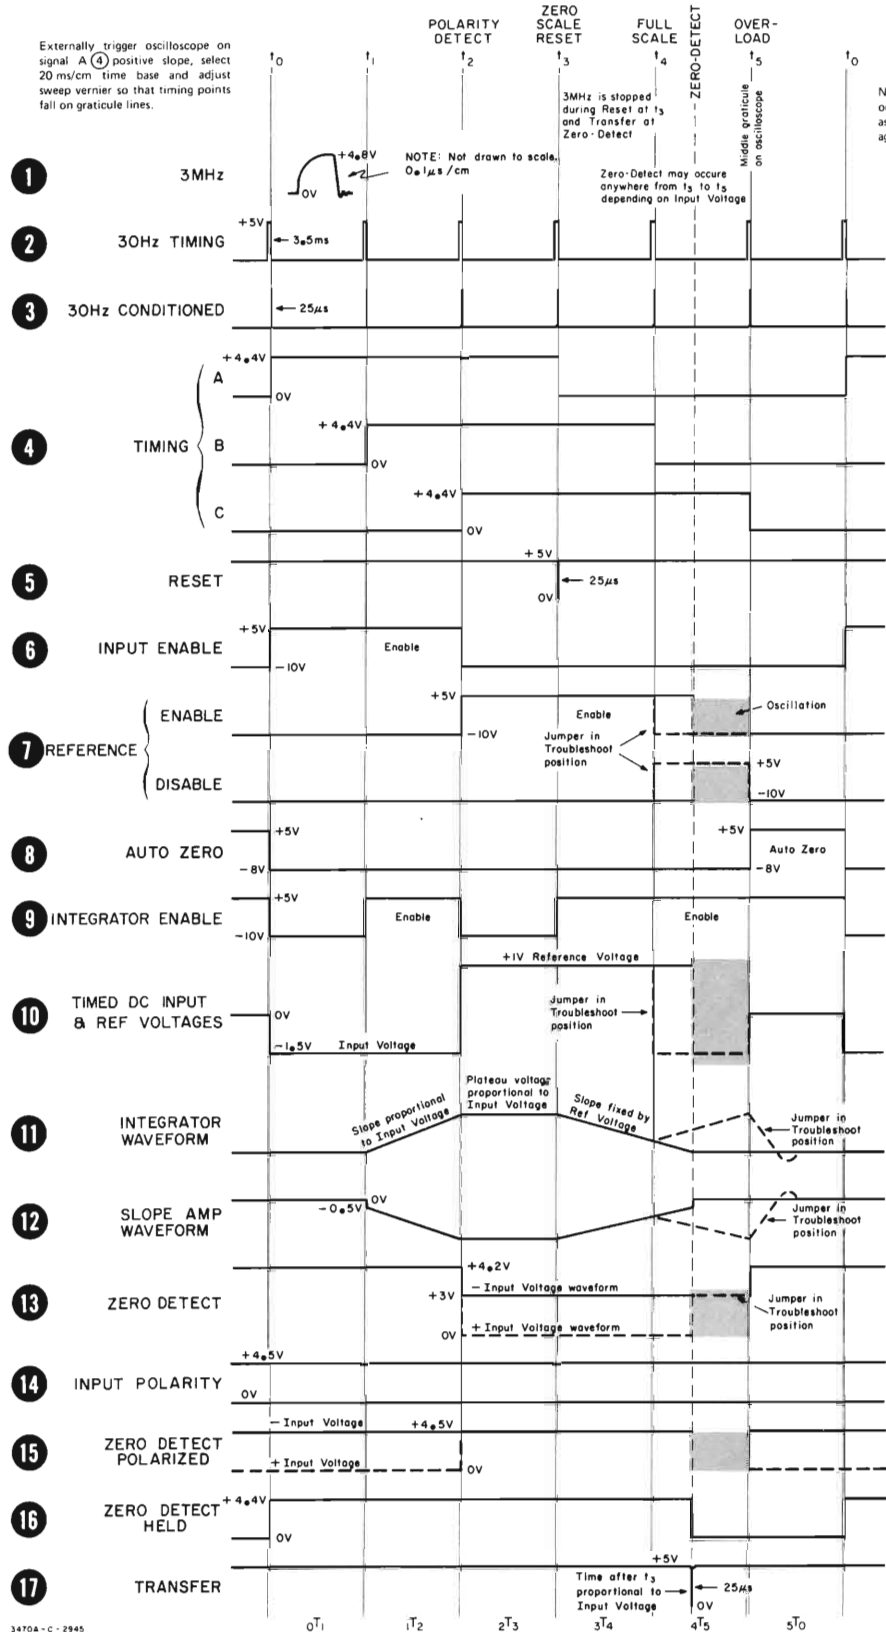 Externally trigger oscilloscope on
signal A 4 positive slope, select
20 ms/cm time base and adjust
sweep vernier so that timing points
fall on graticule lines.
POLARITY
DETECT
ZERO
SCALE
RESET
FULL
SCALE
ZERO-DETECT
OVER-
LOAD
t0
t1
t2
t3
t4
t5
t0
3MHz is stopped
during Reset at t3
and Transfer at
Zero-Detect
Middle graticule
on oscilloscope
1
3MHz
+4.8V
0V
NOTE: Not drawn to scale.
0.1µs/cm
Zero-Detect may occure
anywhere from t3 to t5
depending on Input Voltage
2
30Hz TIMING
+5V
3.5ms
3
30Hz CONDITIONED
25µs
4
TIMING
A
+4.4V
0V
B
+4.4V
0V
C
+4.4V
0V
5
RESET
+5V
0V
25µs
6
INPUT ENABLE
+5V
-10V
Enable
7
REFERENCE
ENABLE
+5V
-10V
Enable
Oscillation
Jumper in
Troubleshoot
position
DISABLE
+5V
-10V
8
AUTO ZERO
+5V
-8V
+5V
Auto Zero
-8V
9
INTEGRATOR ENABLE
+5V
-10V
Enable
Enable
10
TIMED DC INPUT
& REF VOLTAGES
0V
-1.5V
Input Voltage
+1V Reference Voltage
Jumper in
Troubleshoot
position
11
INTEGRATOR
WAVEFORM
Slope proportional
to Input Voltage
Plateau voltage
proportional to
Input Voltage
Slope fixed by
Ref Voltage
Jumper in
Troubleshoot
position
12
SLOPE AMP
WAVEFORM
0V
-0.5V
Jumper in
Troubleshoot
position
13
ZERO DETECT
+4.2V
+3V
- Input Voltage waveform
0V
+ Input Voltage waveform
Jumper in
Troubleshoot
position
14
INPUT POLARITY
+4.5V
0V
15
ZERO DETECT
POLARIZED
- Input Voltage
+4.5V
+ Input Voltage
0V
16
ZERO DETECT
HELD
+4.4V
0V
17
TRANSFER
+5V
Time after t3
proportional to
Input Voltage
25µs
0V
0T1
1T2
2T3
3T4
4T5
5T0
3470A-C-2945